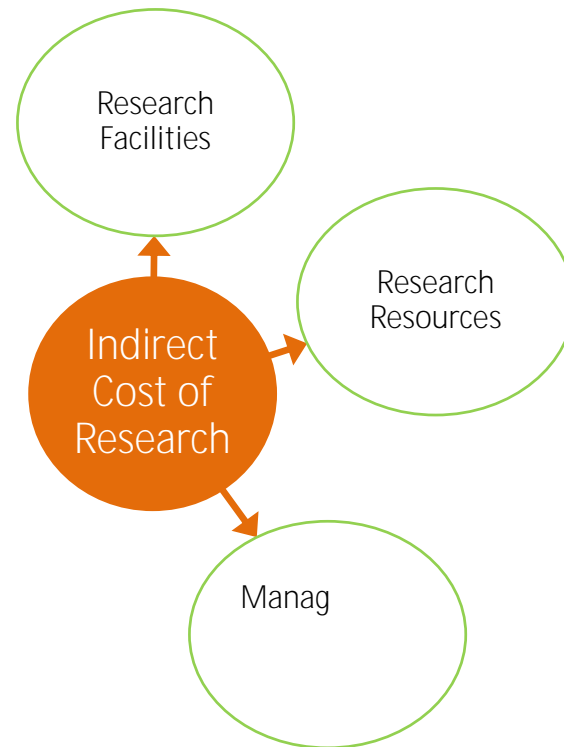 Research
Facilities
Research
Resources
Indirect
Cost of
Research
Manag